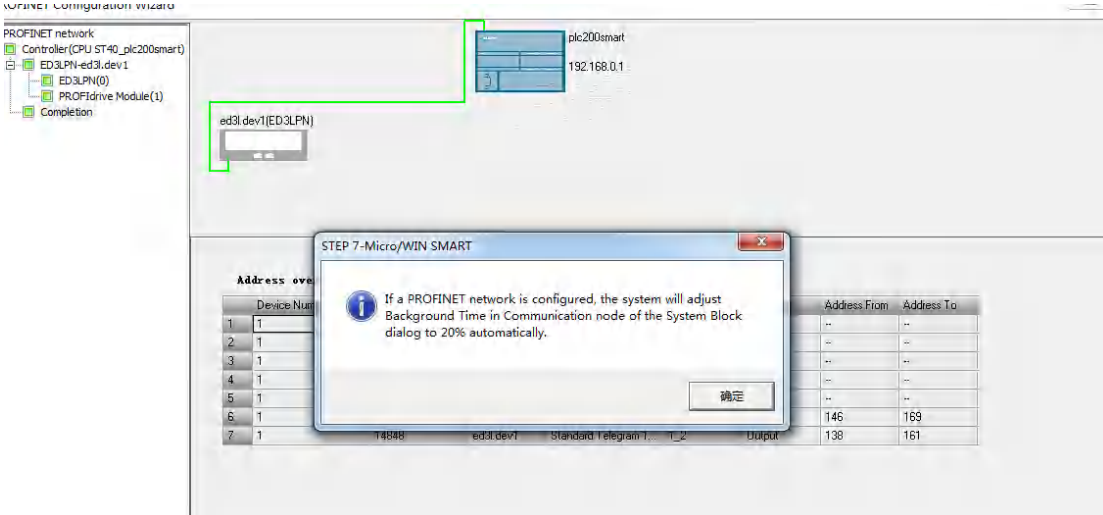 PROFINET Configuration Wizard
PROFINET network
Controller(CPU ST40_plc200smart)
ED3LPN-ed3l.dev1
ED3LPN(0)
PROFIdrive Module(1)
Completion
plc200smart
192.168.0.1
ed3l.dev1(ED3LPN)
STEP 7-Micro/WIN SMART
If a PROFINET network is configured, the system will adjust
Background Time in Communication node of the System Block
dialog to 20% automatically.
确定
Address
Device Num Address From Address To
1 1 -- --
2 1 -- --
3 1 -- --
4 1 -- --
5 1 -- --
6 1 146 169
7 1 T4848 ed3l.dev1 Standard Telegram T_2 Output 138 161